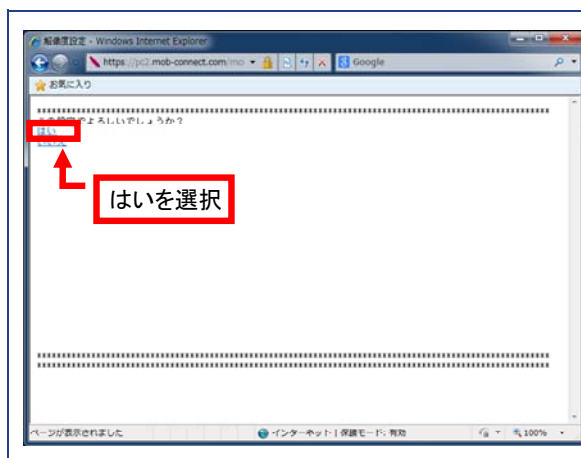 解像度設定 - Windows Internet Explorer
https://pc2.mob-connect.com/mo
Google
お気に入り
この設定でよろしいでしょうか？
はい
いいえ
はいを選択
ページが表示されました
インターネット | 保護モード: 有効
100%